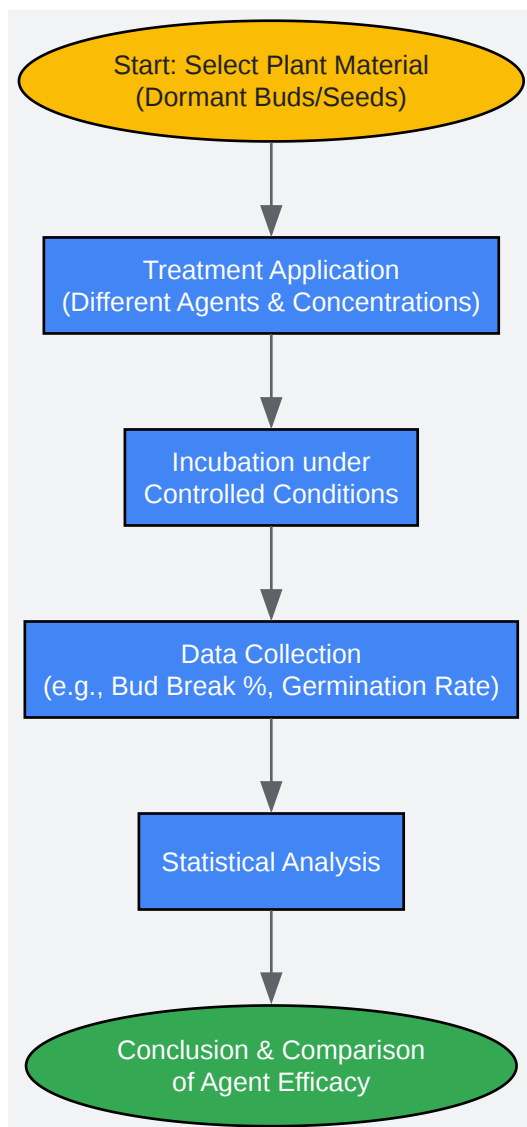 Start: Select Plant Material
(Dormant Buds/Seeds)
Treatment Application
(Different Agents & Concentrations)
Incubation under
Controlled Conditions
Data Collection
(e.g., Bud Break %, Germination Rate)
Statistical Analysis
Conclusion & Comparison
of Agent Efficacy